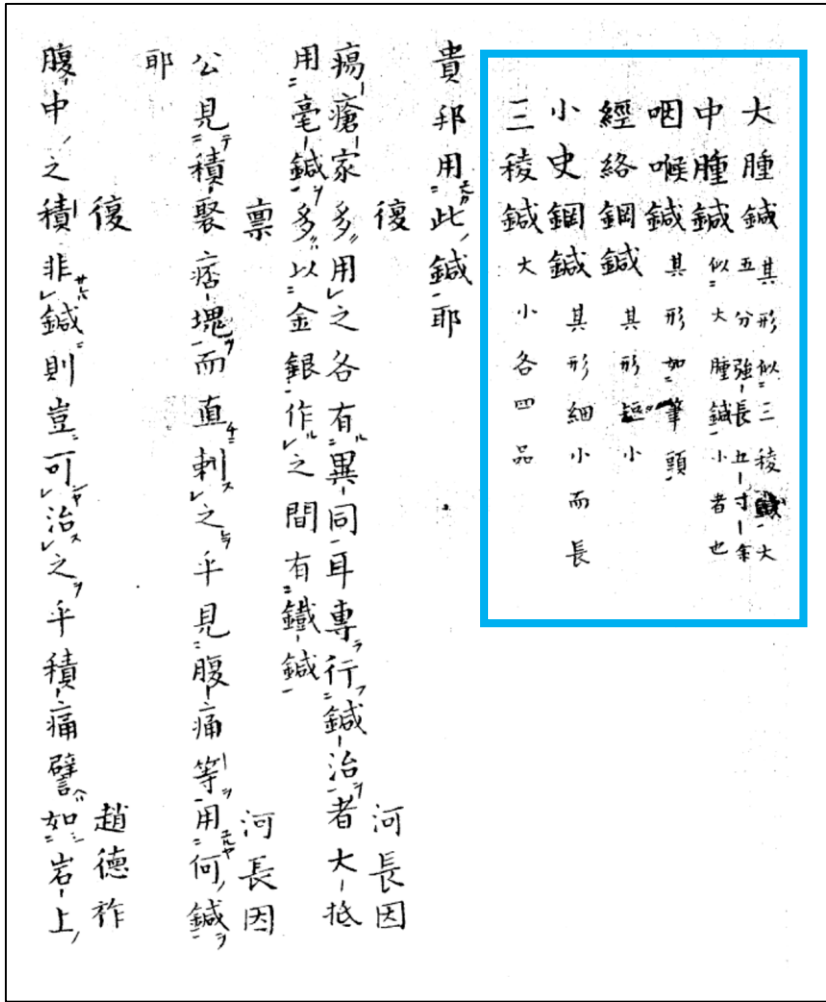 大腫鍼 其形似三稜鍼大
五分強長五寸余
中腫鍼 似大腫鍼小者也
咽喉鍼 其形如筆頭
經絡鋼鍼 其形短小
小史鋼鍼 其形細小而長
三稜鍼 大小各四品
貴邦用此鍼耶
復 河長因
瘍瘡家多用之各有異同耳專行鍼治者大抵
用毫鍼多以金銀作之間有鐵鍼
稟 河長因
公見積聚痞塊而直刺之乎見腹痛等用何鍼
耶
復 趙德祚
腹中之積非鍼則豈可治之乎積痛譬如岩上